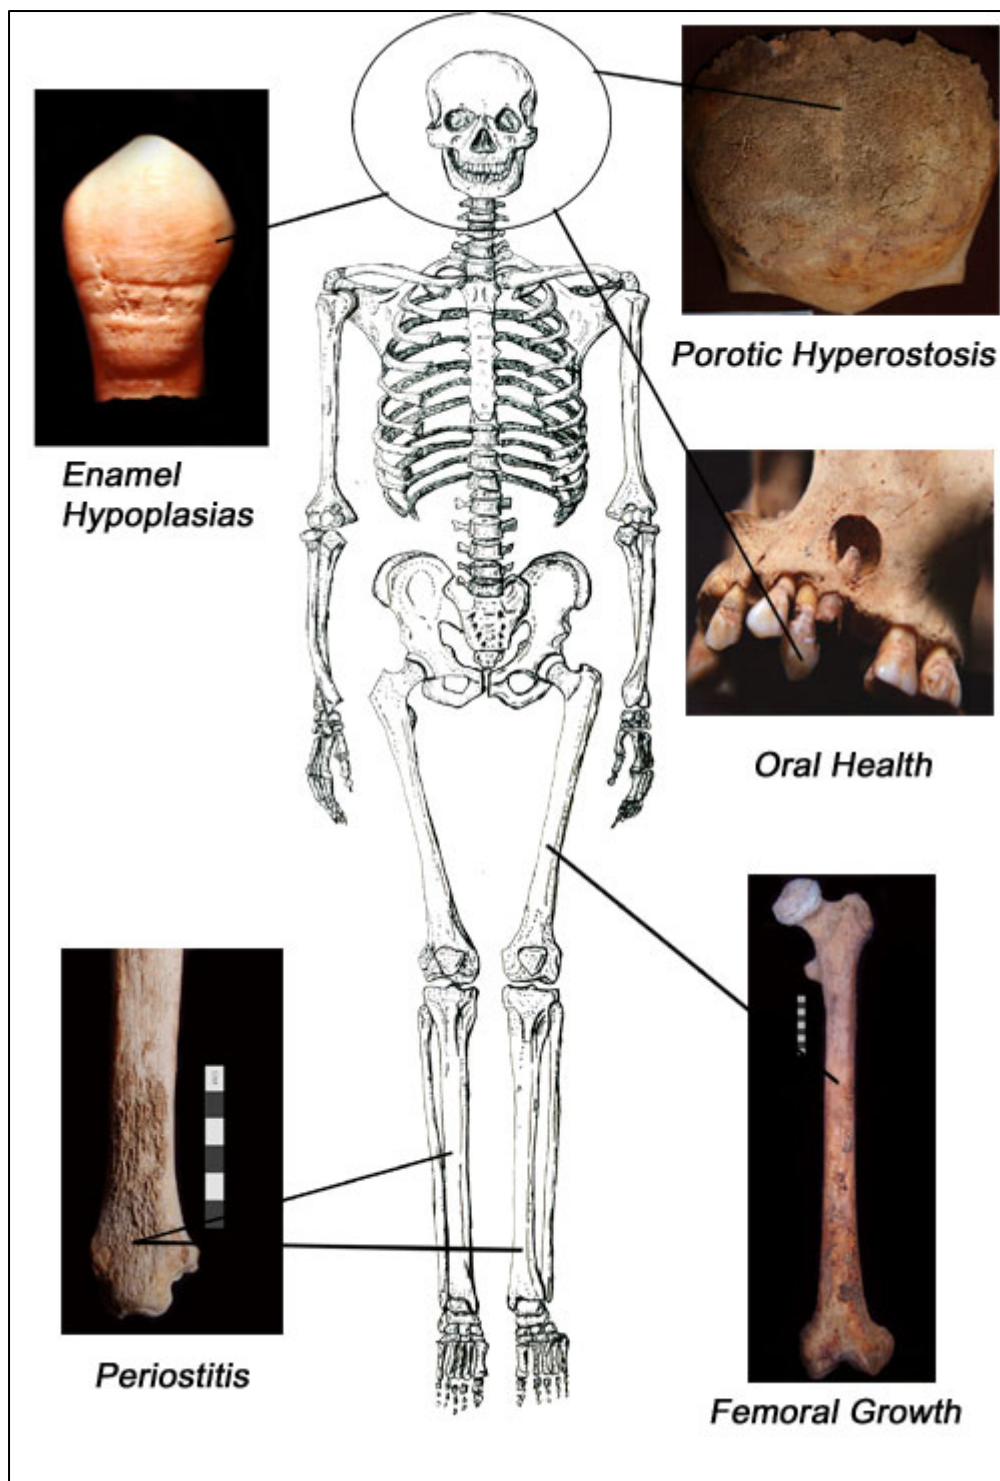 Enamel
Hypoplasias
Porotic Hyperostosis
Oral Health
Periostitis
Femoral Growth